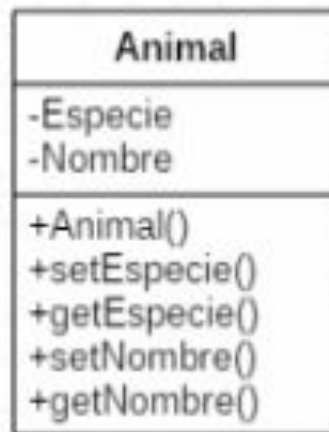 Animal
-Especie
-Nombre
+Animal()
+setEspecie()
+getEspecie()
+setNombre()
+getNombre()